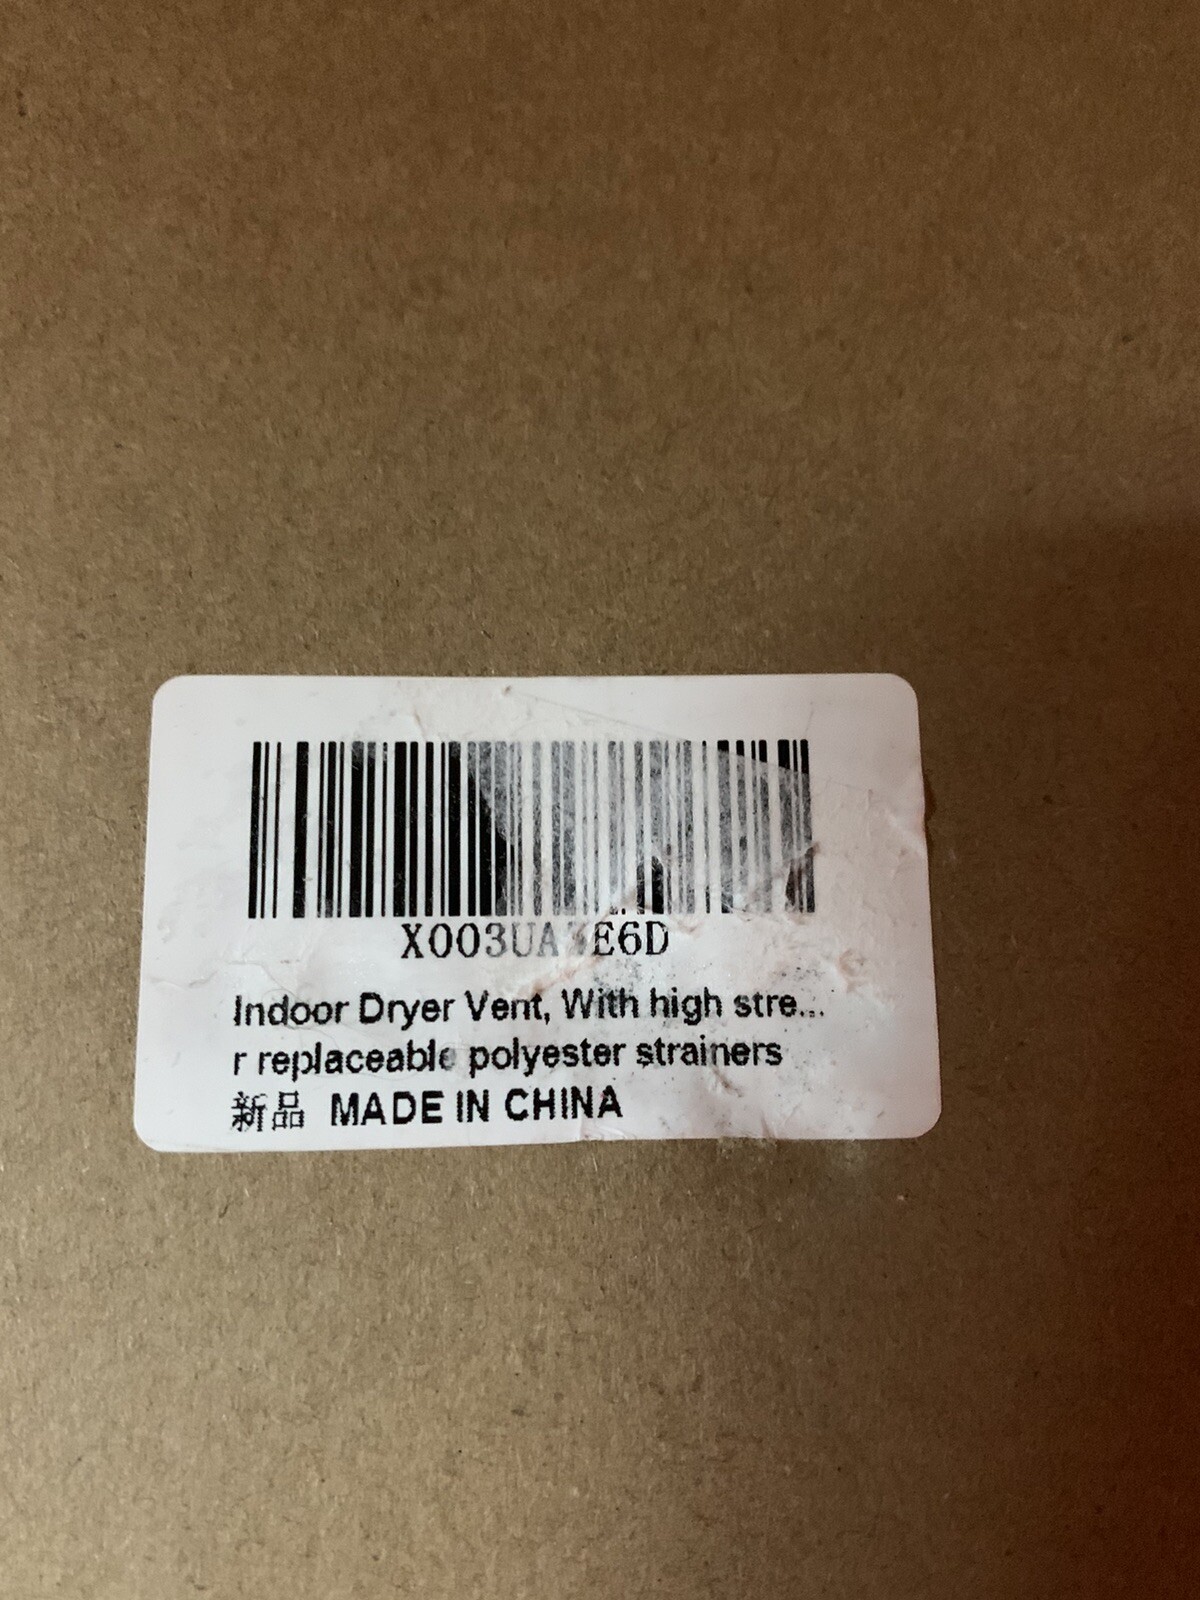 Indoor Dryer Vent, With high stre...
r replaceable polyester strainers
新品 MADE IN CHINA